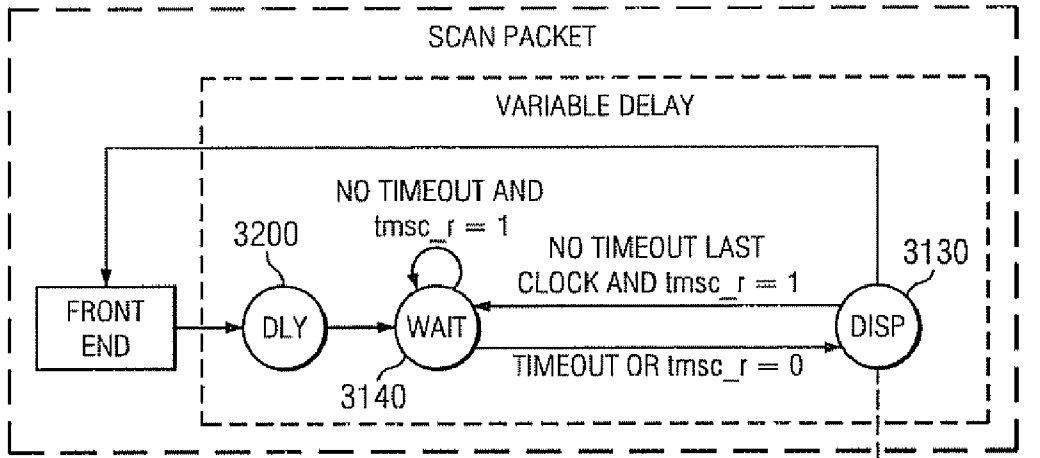 SCAN PACKET
VARIABLE DELAY
NO TIMEOUT AND
tmsc_r = 1
3200
NO TIMEOUT LAST
CLOCK AND tmsc_r = 1
3130
FRONT
END
DLY
WAIT
DISP
TIMEOUT OR tmsc_r = 0
3140